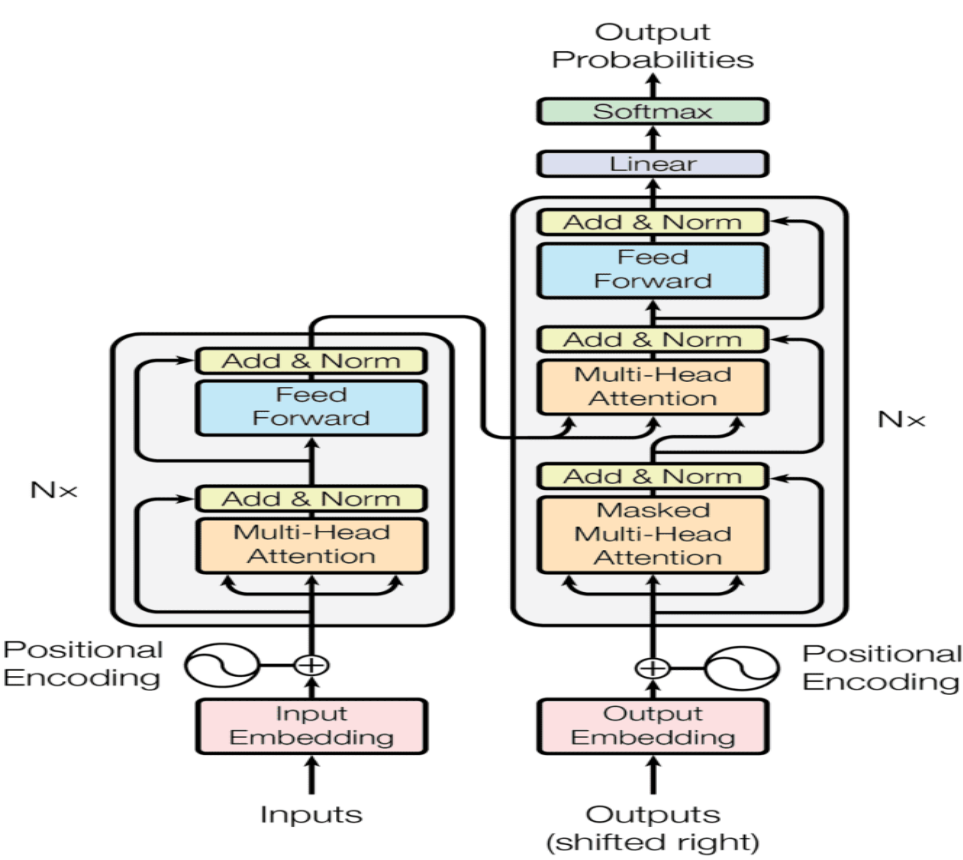 Output
Probabilities
Softmax
Linear
Add & Norm
Feed
Forward
Add & Norm
Multi-Head
Attention
Add & Norm
Masked
Multi-Head
Attention
Nx
Add & Norm
Feed
Forward
Add & Norm
Multi-Head
Attention
Nx
Positional
Encoding
Positional
Encoding
Input
Embedding
Output
Embedding
Inputs
Outputs
(shifted right)